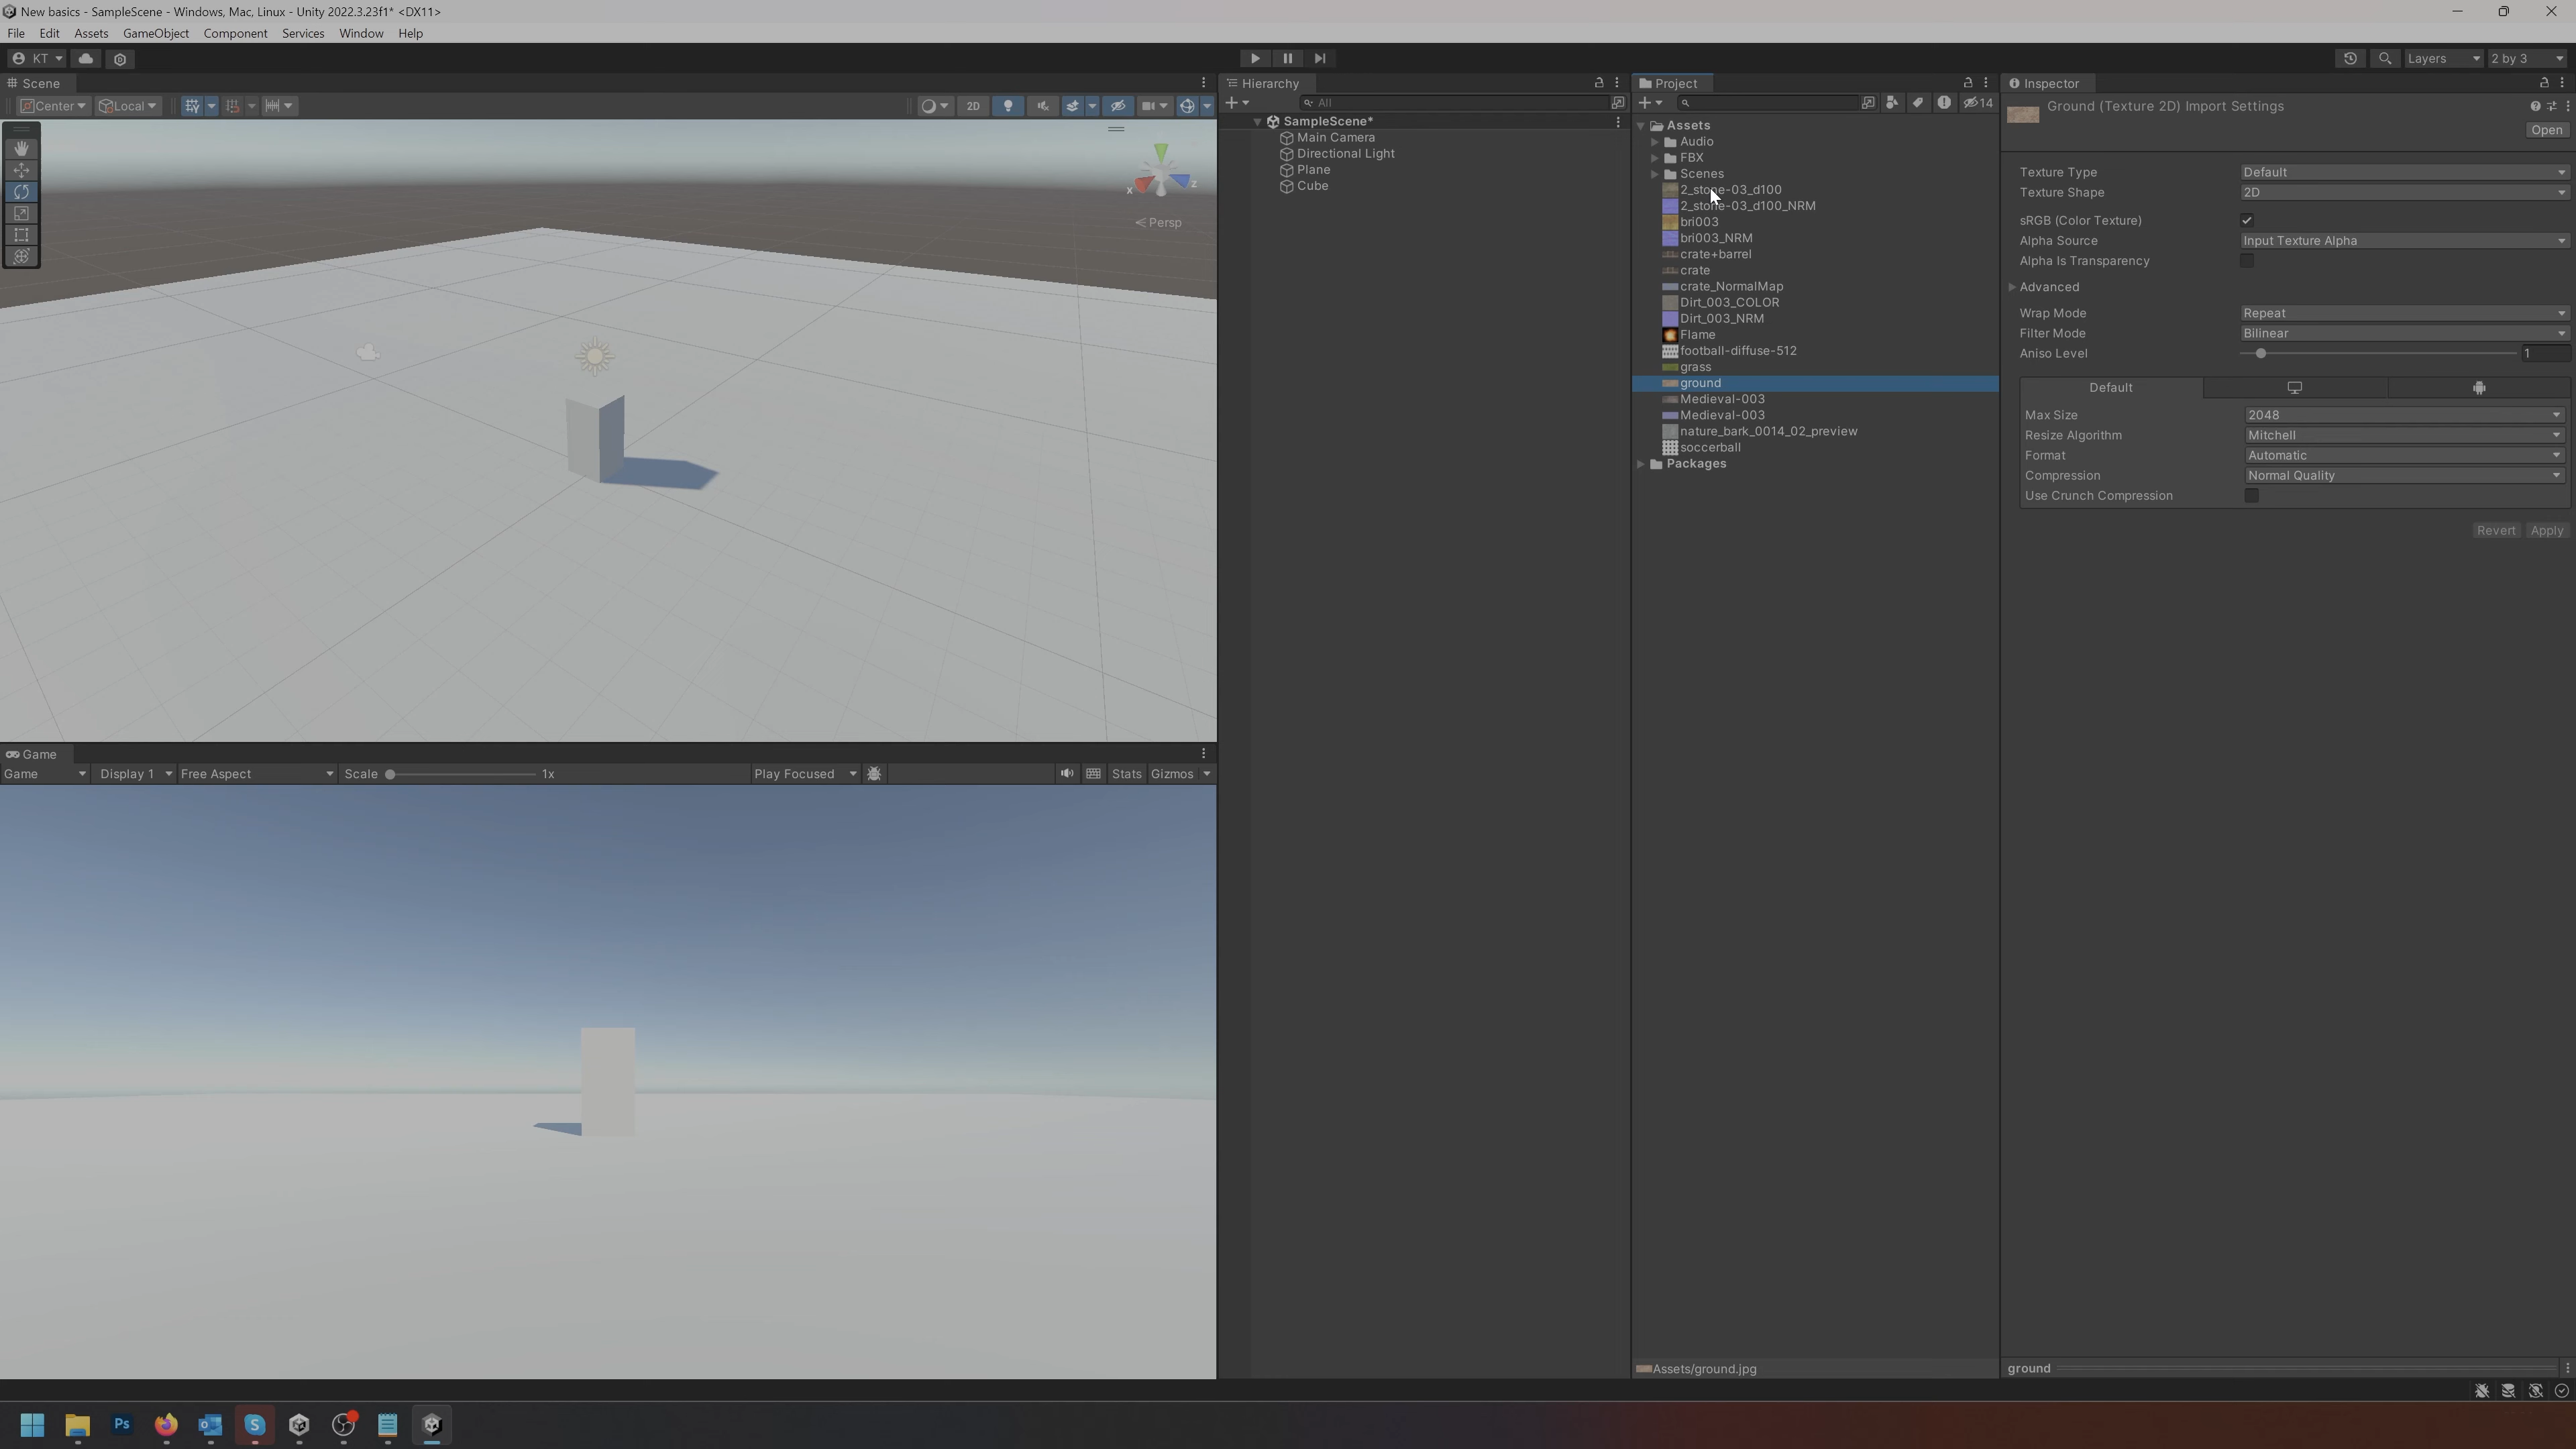 New basics - SampleScene - Windows, Mac, Linux - Unity 2022.3.23f1* <DX11>
File Edit Assets GameObject Component Services Window Help
KT Layers 2 by 3
Scene
Center Local 2D
x z
Persp
Game
Game Display 1 Free Aspect Scale 1x Play Focused Stats Gizmos
Hierarchy
All
SampleScene*
Main Camera
Directional Light
Plane
Cube
Project
14
Assets
Audio
FBX
Scenes
2_stone-03_d100
2_stone-03_d100_NRM
bri003
bri003_NRM
crate+barrel
crate
crate_NormalMap
Dirt_003_COLOR
Dirt_003_NRM
Flame
football-diffuse-512
grass
ground
Medieval-003
Medieval-003
nature_bark_0014_02_preview
soccerball
Packages
Assets/ground.jpg
Inspector
Ground (Texture 2D) Import Settings
Open
Texture Type Default
Texture Shape 2D
sRGB (Color Texture)
Alpha Source Input Texture Alpha
Alpha Is Transparency
Advanced
Wrap Mode Repeat
Filter Mode Bilinear
Aniso Level 1
Default
Max Size 2048
Resize Algorithm Mitchell
Format Automatic
Compression Normal Quality
Use Crunch Compression
Revert Apply
ground
Ps